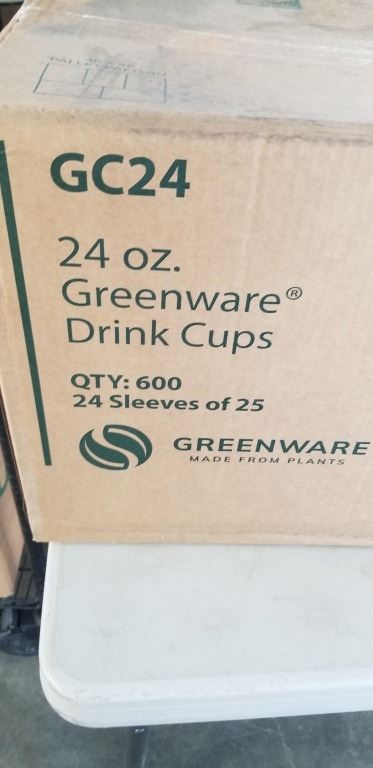 GC24
24 oz.
Greenware®
Drink Cups
QTY: 600
24 Sleeves of 25
GREENWARE
MADE FROM PLANTS